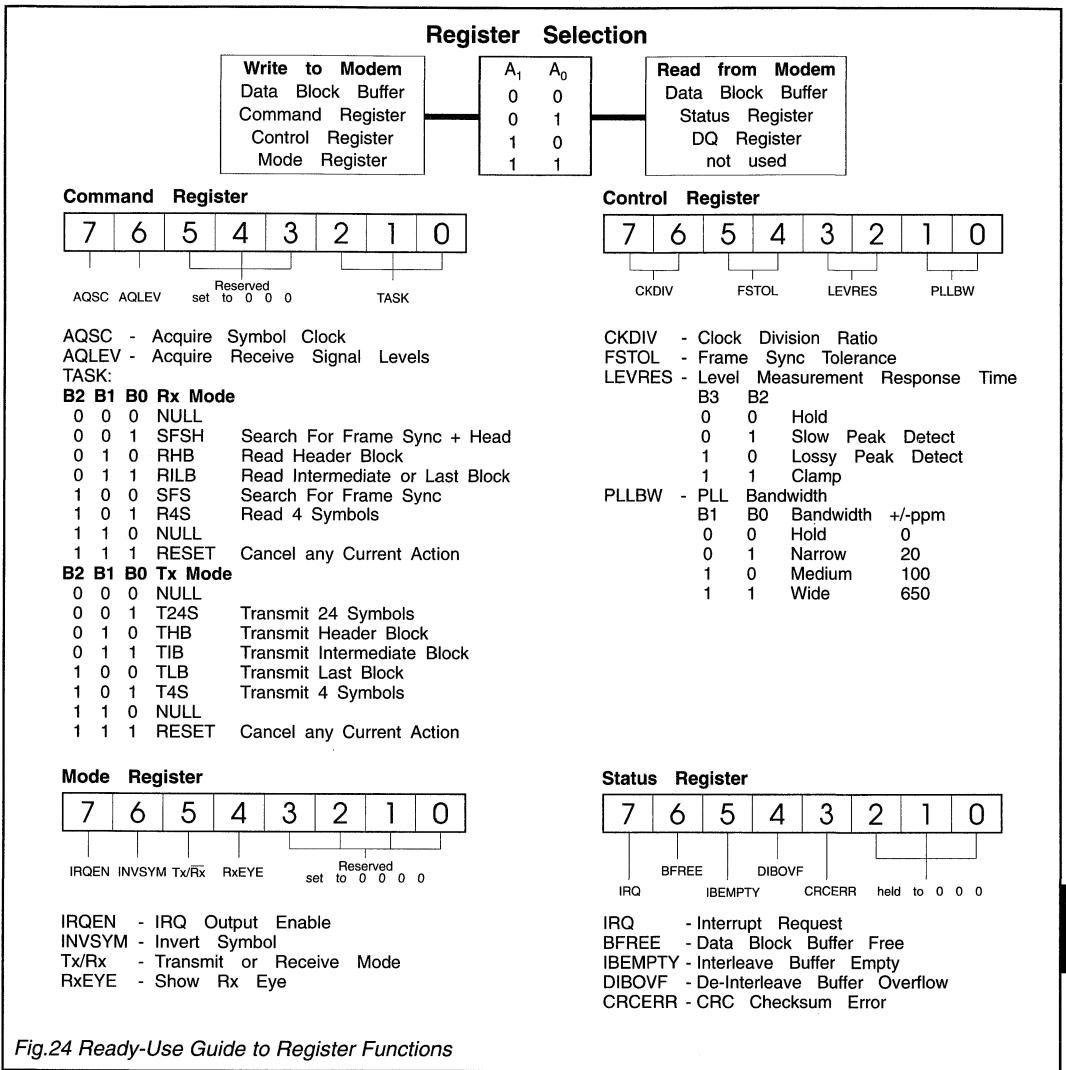 Register Selection
Write to Modem
Data Block Buffer
Command Register
Control Register
Mode Register
A1 A0
0 0
0 1
1 0
1 1
Read from Modem
Data Block Buffer
Status Register
DQ Register
not used
Command Register
7 6 5 4 3 2 1 0
AQSC AQLEV Reserved set to 0 0 0 TASK
AQSC - Acquire Symbol Clock
AQLEV - Acquire Receive Signal Levels
TASK:
B2 B1 B0 Rx Mode
0 0 0 NULL
0 0 1 SFSH Search For Frame Sync + Head
0 1 0 RHB Read Header Block
0 1 1 RILB Read Intermediate or Last Block
1 0 0 SFS Search For Frame Sync
1 0 1 R4S Read 4 Symbols
1 1 0 NULL
1 1 1 RESET Cancel any Current Action
B2 B1 B0 Tx Mode
0 0 0 NULL
0 0 1 T24S Transmit 24 Symbols
0 1 0 THB Transmit Header Block
0 1 1 TIB Transmit Intermediate Block
1 0 0 TLB Transmit Last Block
1 0 1 T4S Transmit 4 Symbols
1 1 0 NULL
1 1 1 RESET Cancel any Current Action
Control Register
7 6 5 4 3 2 1 0
CKDIV FSTOL LEVRES PLLBW
CKDIV - Clock Division Ratio
FSTOL - Frame Sync Tolerance
LEVRES - Level Measurement Response Time
B3 B2
0 0 Hold
0 1 Slow Peak Detect
1 0 Lossy Peak Detect
1 1 Clamp
PLLBW - PLL Bandwidth
B1 B0 Bandwidth +/-ppm
0 0 Hold 0
0 1 Narrow 20
1 0 Medium 100
1 1 Wide 650
Mode Register
7 6 5 4 3 2 1 0
IRQEN INVSYM Tx/R̅x̅ RxEYE Reserved set to 0 0 0 0
IRQEN - IRQ Output Enable
INVSYM - Invert Symbol
Tx/Rx - Transmit or Receive Mode
RxEYE - Show Rx Eye
Status Register
7 6 5 4 3 2 1 0
BFREE DIBOVF
IRQ IBEMPTY CRCERR held to 0 0 0
IRQ - Interrupt Request
BFREE - Data Block Buffer Free
IBEMPTY - Interleave Buffer Empty
DIBOVF - De-Interleave Buffer Overflow
CRCERR - CRC Checksum Error
Fig.24 Ready-Use Guide to Register Functions